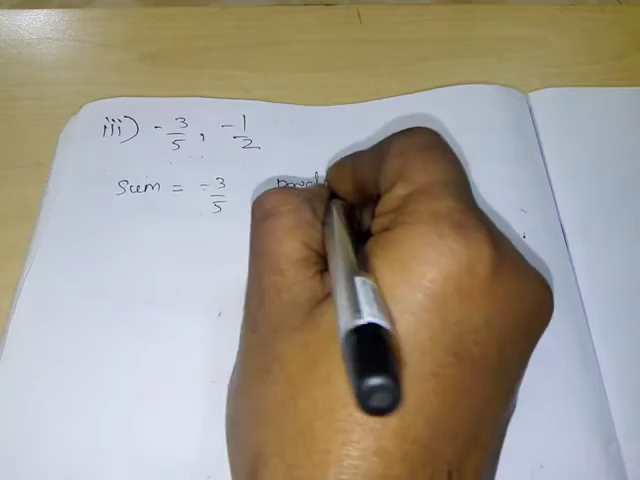 iii) -3/5, -1/2
Sum = -3/5